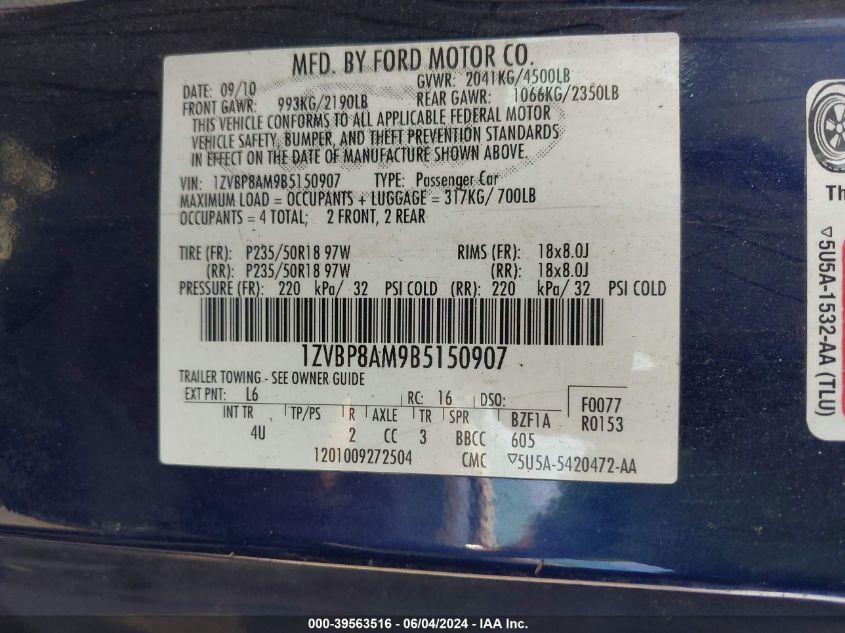 MFD. BY FORD MOTOR CO.
DATE: 09/10 GVWR: 2041KG/4500LB
FRONT GAWR: 993KG/2190LB REAR GAWR: 1066KG/2350LB
THIS VEHICLE CONFORMS TO ALL APPLICABLE FEDERAL MOTOR
VEHICLE SAFETY, BUMPER, AND THEFT PREVENTION STANDARDS
IN EFFECT ON THE DATE OF MANUFACTURE SHOWN ABOVE.
VIN: 1ZVBP8AM9B5150907 TYPE: Passenger Car
MAXIMUM LOAD = OCCUPANTS + LUGGAGE = 317KG/ 700LB
OCCUPANTS = 4 TOTAL; 2 FRONT, 2 REAR
TIRE (FR): P235/50R18 97W RIMS (FR): 18x8.0J
(RR): P235/50R18 97W (RR): 18x8.0J
PRESSURE (FR): 220 kPa/ 32 PSI COLD (RR): 220 kPa/ 32 PSI COLD
1ZVBP8AM9B5150907
TRAILER TOWING - SEE OWNER GUIDE
EXT PNT: L6 RC: 16 DSO: F0077
INT TR TP/PS R AXLE TR SPR BZF1A R0153
4U 2 CC 3 BBCC 605
1201009272504 CMC ▽5U5A-5420472-AA
Th
▽5U5A-1532-AA (TLU)
000-39563516 - 06/04/2024 - IAA Inc.